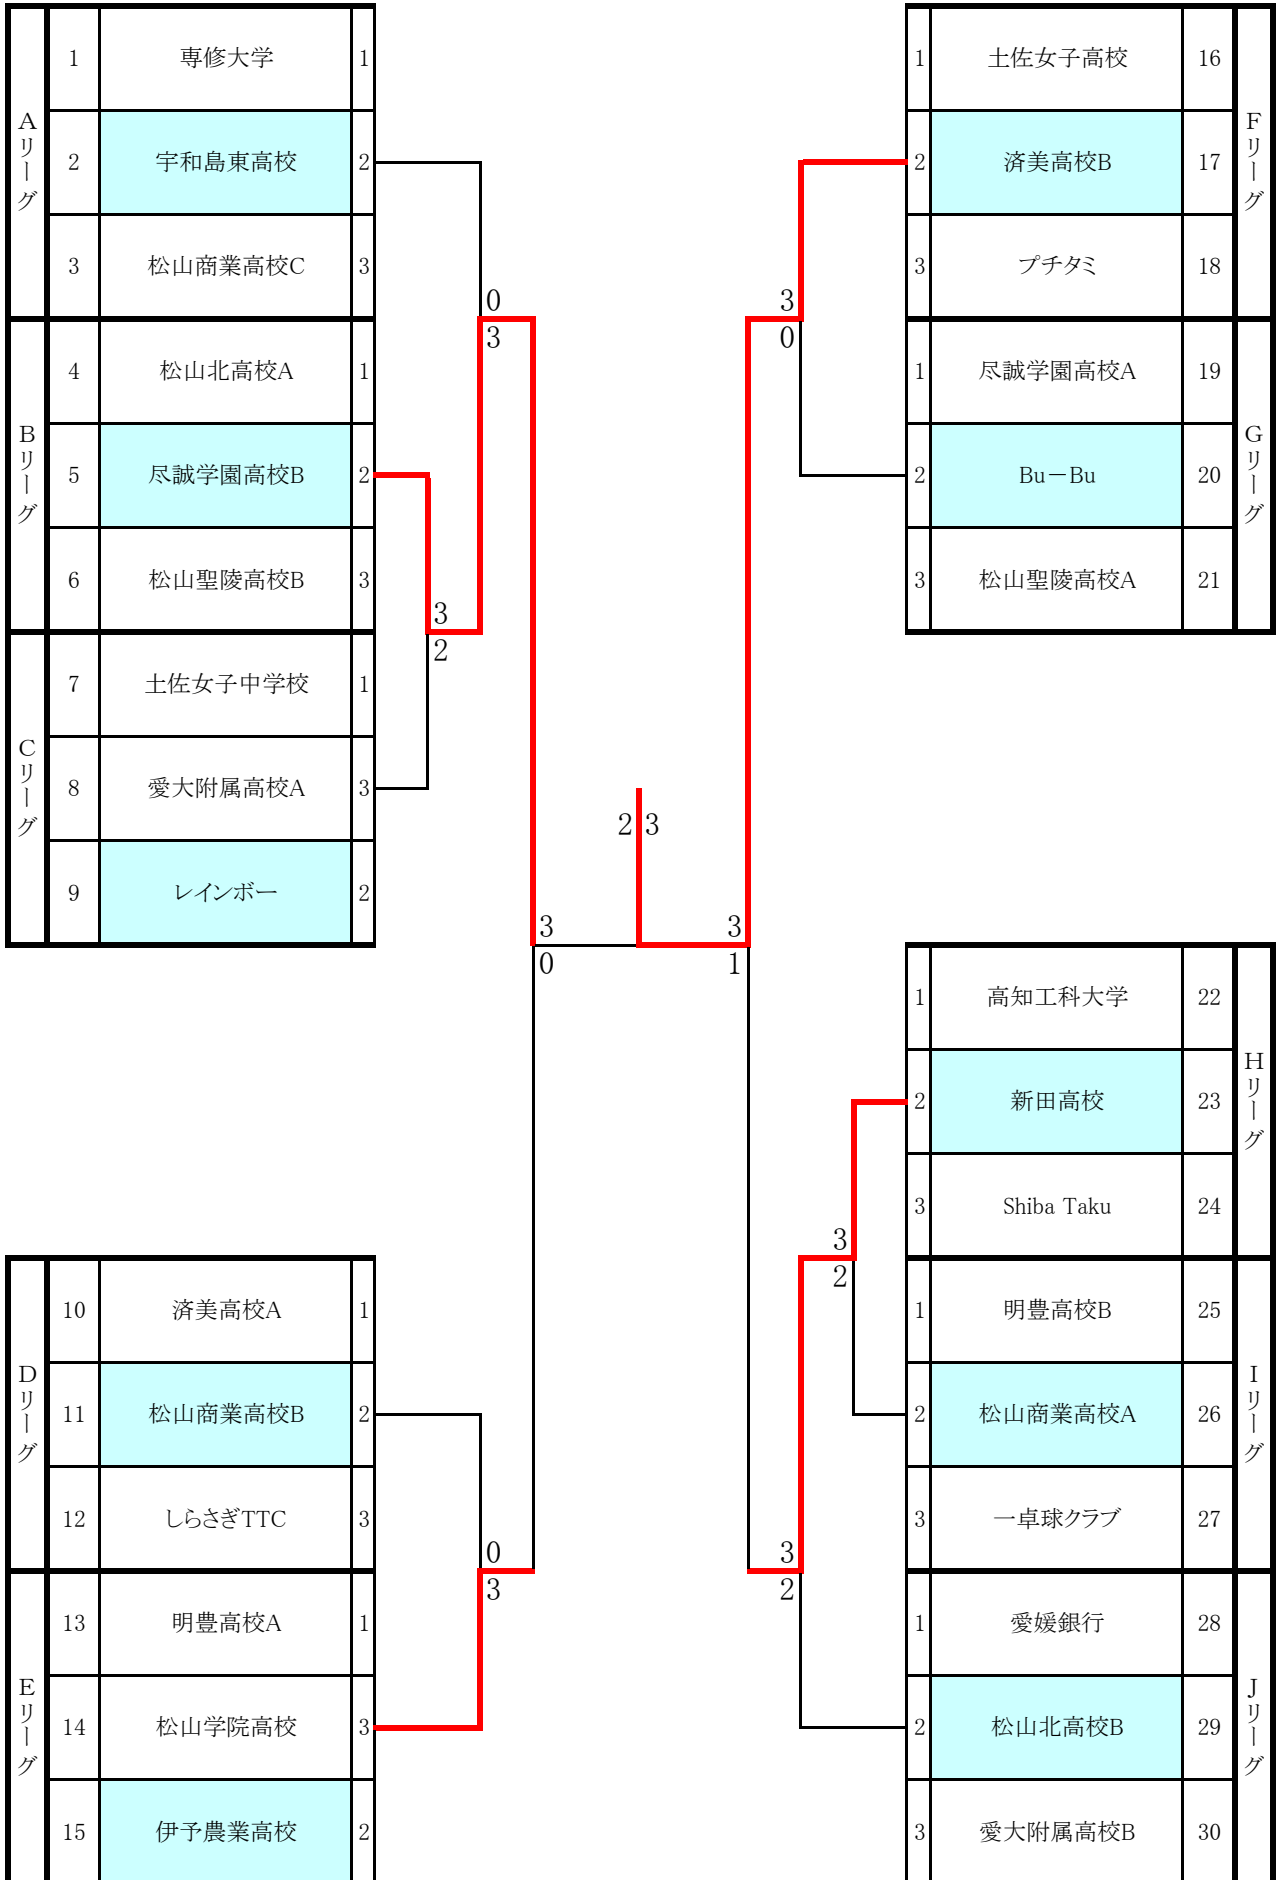 Aリーグ
1 専修大学 1
2 宇和島東高校 2
3 松山商業高校C 3
Bリーグ
4 松山北高校A 1
5 尽誠学園高校B 2
6 松山聖陵高校B 3
Cリーグ
7 土佐女子中学校 1
8 愛大附属高校A 3
9 レインボー 2
Dリーグ
10 済美高校A 1
11 松山商業高校B 2
12 しらさぎTTC 3
Eリーグ
13 明豊高校A 1
14 松山学院高校 3
15 伊予農業高校 2
0
3
3
2
3
0
0
3
2 3
3
1
3
0
3
2
3
2
1 土佐女子高校 16
2 済美高校B 17
3 プチタミ 18
Fリーグ
1 尽誠学園高校A 19
2 Bu－Bu 20
3 松山聖陵高校A 21
Gリーグ
1 高知工科大学 22
2 新田高校 23
3 Shiba Taku 24
Hリーグ
1 明豊高校B 25
2 松山商業高校A 26
3 一卓球クラブ 27
Iリーグ
1 愛媛銀行 28
2 松山北高校B 29
3 愛大附属高校B 30
Jリーグ